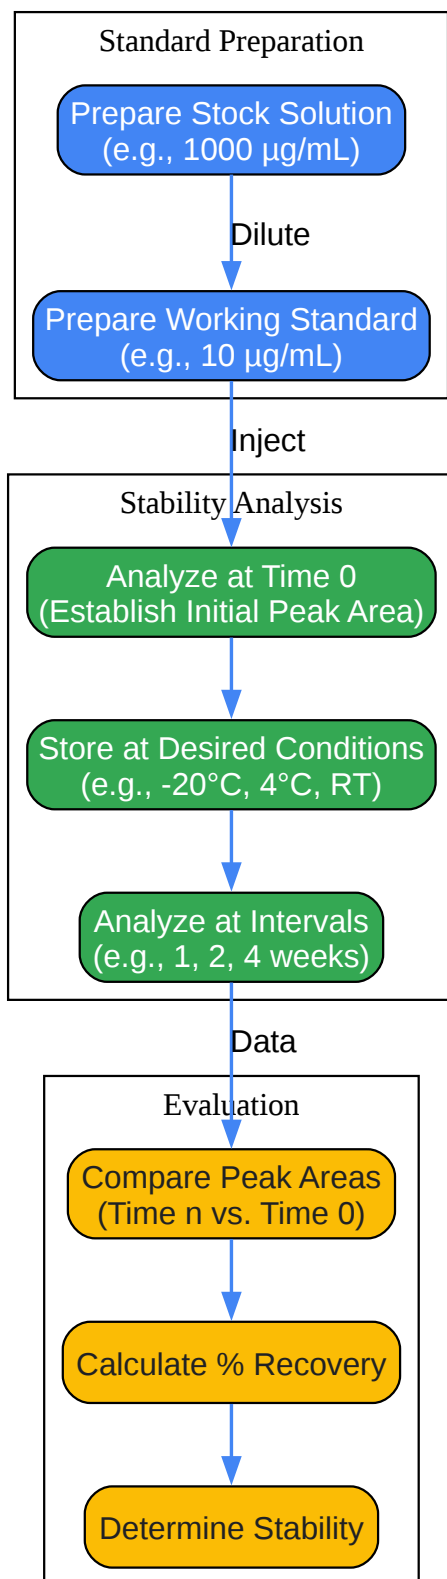 Standard Preparation
Prepare Stock Solution
(e.g., 1000 µg/mL)
Dilute
Prepare Working Standard
(e.g., 10 µg/mL)
Inject
Stability Analysis
Analyze at Time 0
(Establish Initial Peak Area)
Store at Desired Conditions
(e.g., -20°C, 4°C, RT)
Analyze at Intervals
(e.g., 1, 2, 4 weeks)
Data
Evaluation
Compare Peak Areas
(Time n vs. Time 0)
Calculate % Recovery
Determine Stability